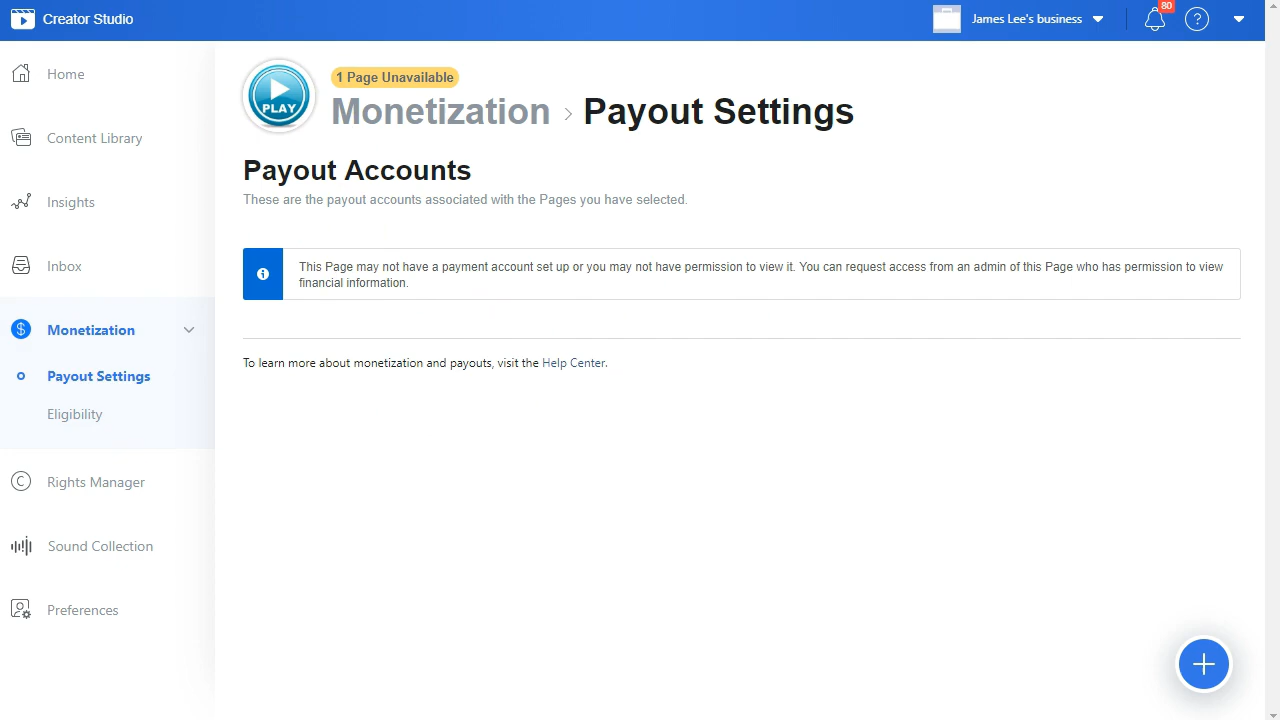 Creator Studio
James Lee's business
80
?
Home
Content Library
Insights
Inbox
Monetization
Payout Settings
Eligibility
Rights Manager
Sound Collection
Preferences
PLAY
1 Page Unavailable
Monetization > Payout Settings
Payout Accounts
These are the payout accounts associated with the Pages you have selected.
This Page may not have a payment account set up or you may not have permission to view it. You can request access from an admin of this Page who has permission to view
financial information.
To learn more about monetization and payouts, visit the Help Center.